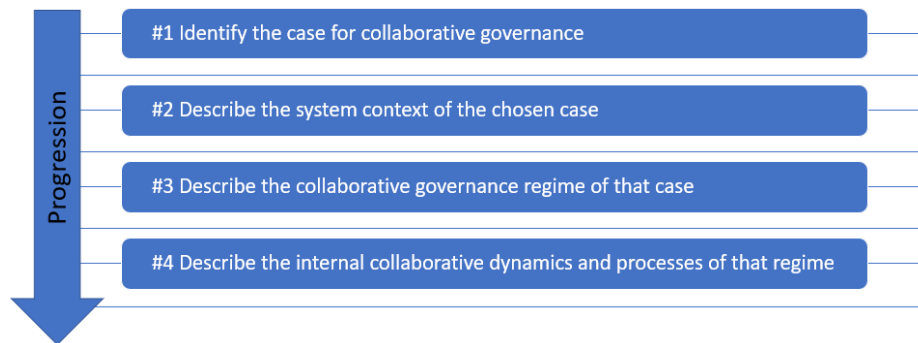 Progression
#1 Identify the case for collaborative governance
#2 Describe the system context of the chosen case
#3 Describe the collaborative governance regime of that case
#4 Describe the internal collaborative dynamics and processes of that regime